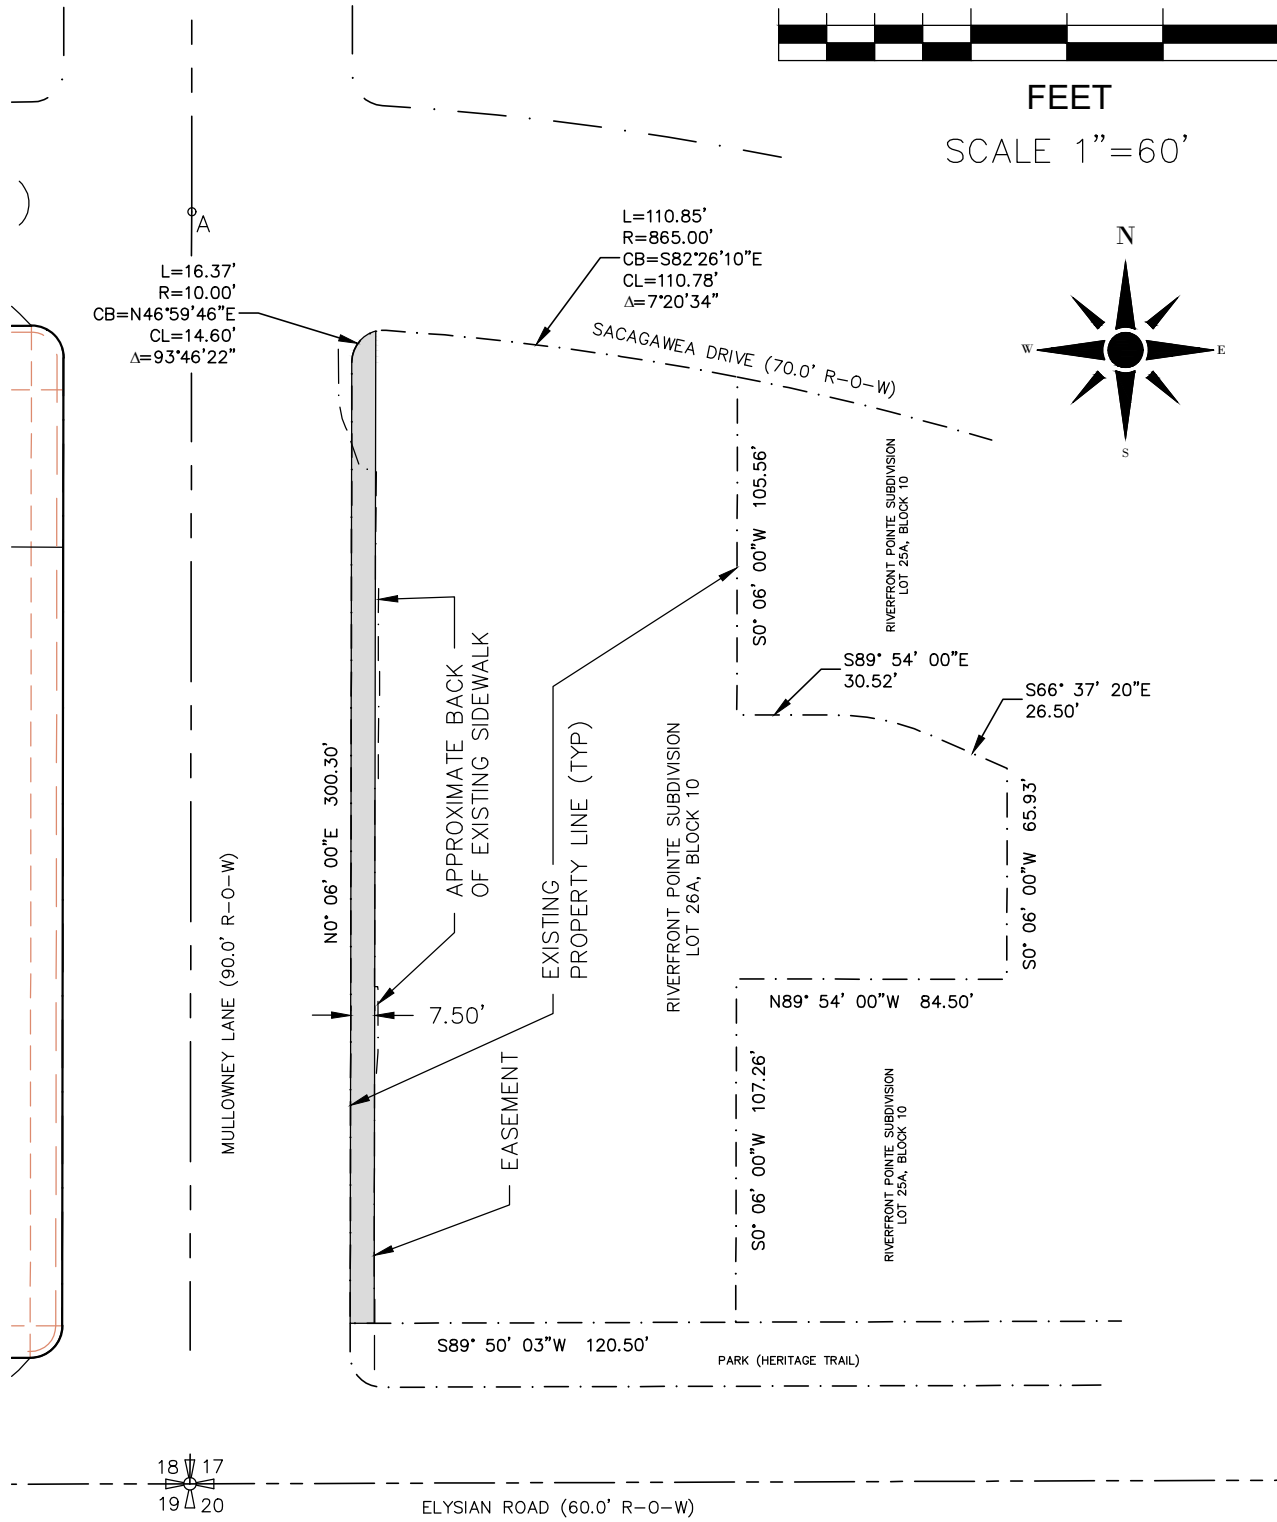 FEET
SCALE 1"=60'
N
W
E
S
A
L=16.37'
R=10.00'
CB=N46°59'46"E
CL=14.60'
Δ=93°46'22"
L=110.85'
R=865.00'
CB=S82°26'10"E
CL=110.78'
Δ=7°20'34"
SACAGAWEA DRIVE (70.0' R-O-W)
S0° 06' 00"W 105.56'
RIVERFRONT POINTE SUBDIVISION
LOT 25A, BLOCK 10
S89° 54' 00"E
30.52'
S66° 37' 20"E
26.50'
APPROXIMATE BACK
OF EXISTING SIDEWALK
EXISTING
PROPERTY LINE (TYP)
RIVERFRONT POINTE SUBDIVISION
LOT 26A, BLOCK 10
N0° 06' 00"E 300.30'
MULLOWNEY LANE (90.0' R-O-W)
S0° 06' 00"W 65.93'
N89° 54' 00"W 84.50'
7.50'
EASEMENT
S0° 06' 00"W 107.26'
RIVERFRONT POINTE SUBDIVISION
LOT 25A, BLOCK 10
S89° 50' 03"W 120.50'
PARK (HERITAGE TRAIL)
18 17
19 20
ELYSIAN ROAD (60.0' R-O-W)